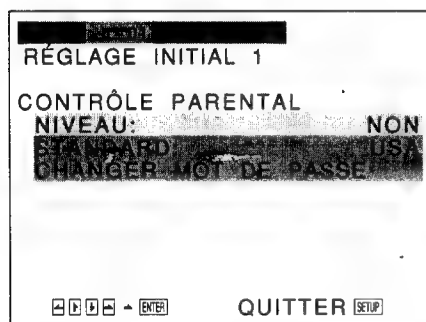 RÉGLAGE INITIAL 1
CONTRÔLE PARENTAL
NIVEAU: NON
STANDARD USA
CHANGER MOT DE PASSE
ENTER QUITTER SETUP